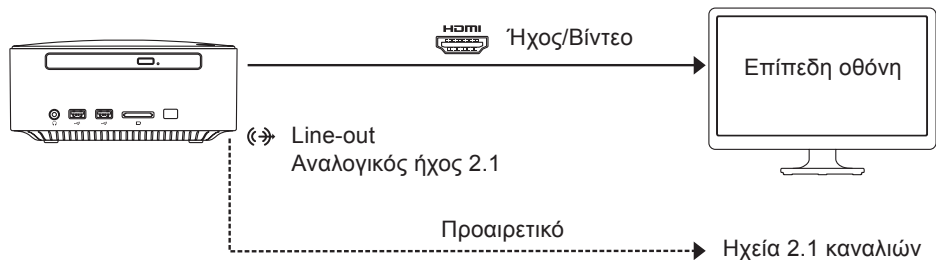 HDMI
Ήχος/Βίντεο
Επίπεδη οθόνη
Line-out
Αναλογικός ήχος 2.1
Προαιρετικό
Ηχεία 2.1 καναλιών